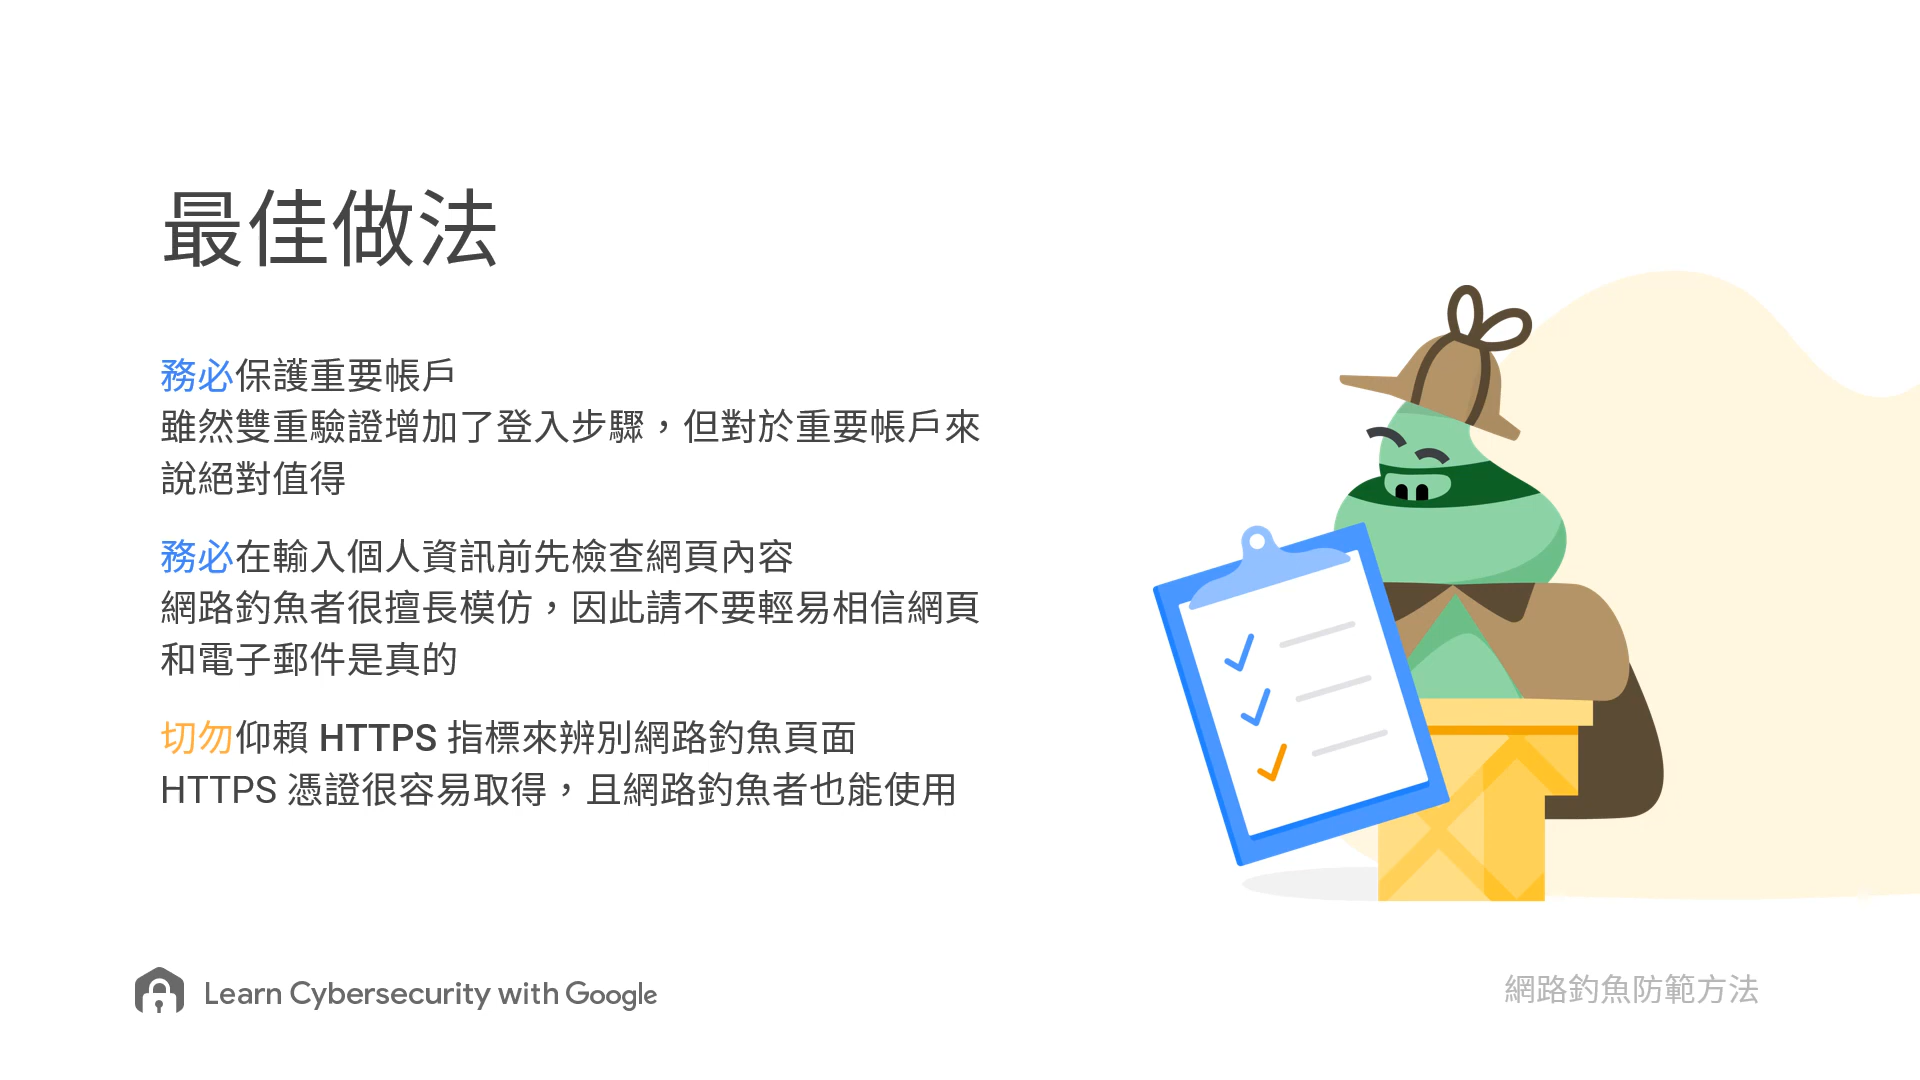 最佳做法
務必保護重要帳戶
雖然雙重驗證增加了登入步驟，但對於重要帳戶來
說絕對值得
務必在輸入個人資訊前先檢查網頁內容
網路釣魚者很擅長模仿，因此請不要輕易相信網頁
和電子郵件是真的
切勿仰賴 HTTPS 指標來辨別網路釣魚頁面
HTTPS 憑證很容易取得，且網路釣魚者也能使用
Learn Cybersecurity with Google
網路釣魚防範方法